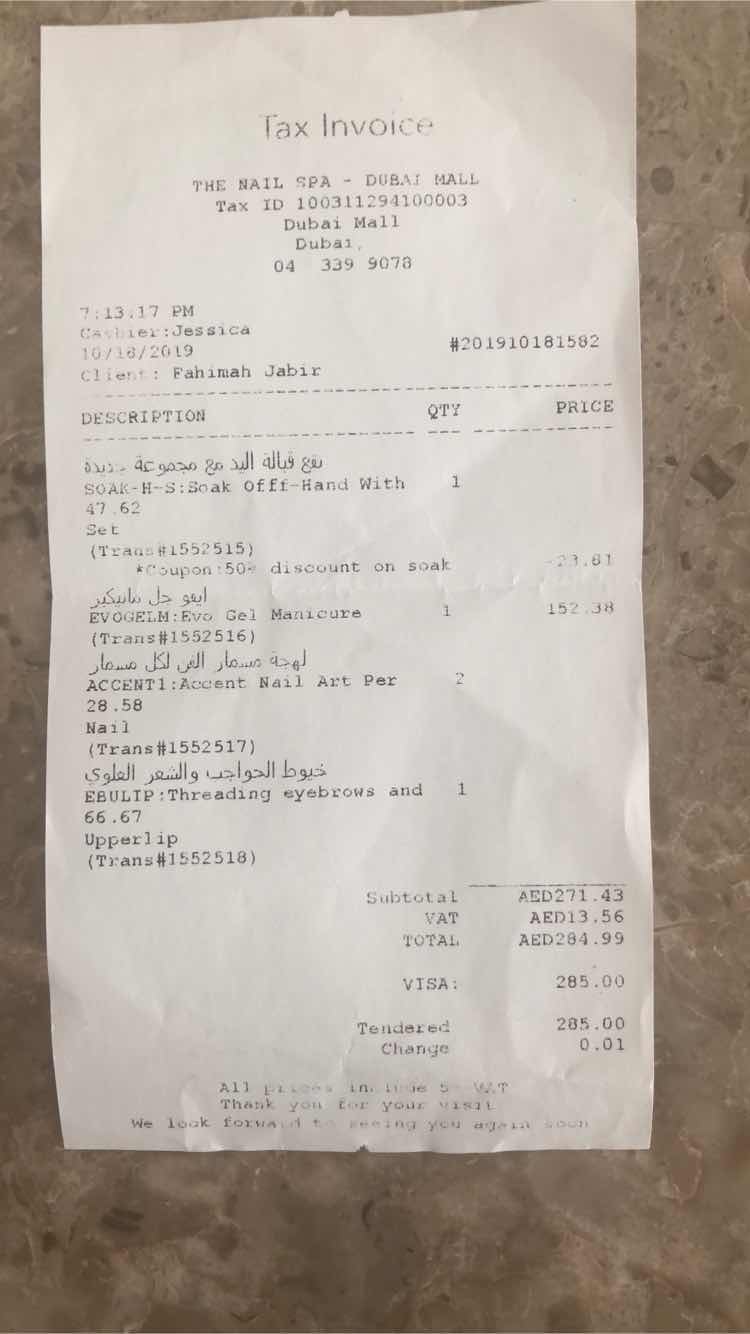 Tax Invoice
THE NAIL SPA - DUBAI MALL
Tax ID 100311294100003
Dubai Mall
Dubai,
04 339 9078
7:13:17 PM
Cashier:Jessica
10/18/2019 #201910181582
Client: Fahimah Jabir
DESCRIPTION QTY PRICE
نقع قبالة اليد مع مجموعة جديدة
SOAK-H-S:Soak Offf-Hand With 1
47.62
Set
(Trans#1552515)
*Coupon:50% discount on soak -23.81
ايفو جل مانيكير
EVOGELM:Evo Gel Manicure 1 152.38
(Trans#1552516)
لهجة مسمار الفن لكل مسمار
ACCENT1:Accent Nail Art Per 2
28.58
Nail
(Trans#1552517)
خيوط الحواجب والشعر العلوي
EBULIP:Threading eyebrows and 1
66.67
Upperlip
(Trans#1552518)
Subtotal AED271.43
VAT AED13.56
TOTAL AED284.99
VISA: 285.00
Tendered 285.00
Change 0.01
All prices include 5% VAT
Thank you for your visit
We look forward to seeing you again soon